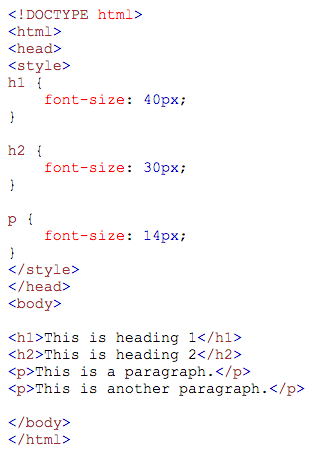 <!DOCTYPE html>
<html>
<head>
<style>
h1 {
    font-size: 40px;
}

h2 {
    font-size: 30px;
}

p {
    font-size: 14px;
}
</style>
</head>
<body>

<h1>This is heading 1</h1>
<h2>This is heading 2</h2>
<p>This is a paragraph.</p>
<p>This is another paragraph.</p>

</body>
</html>